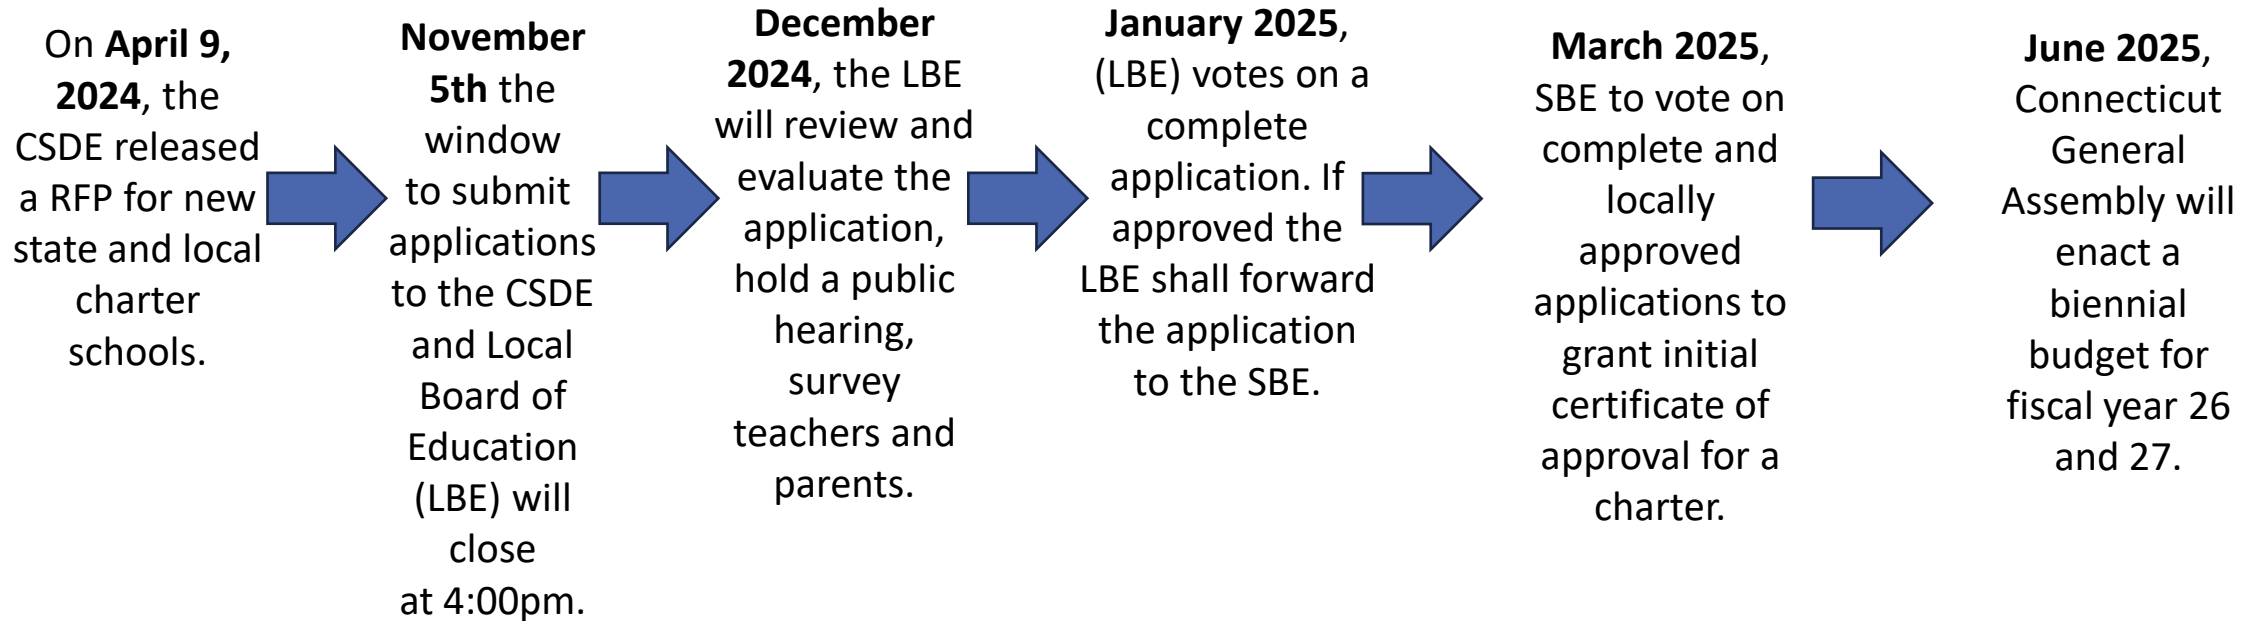 On April 9,
2024, the
CSDE released
a RFP for new
state and local
charter
schools.
November
5th the
window
to submit
applications
to the CSDE
and Local
Board of
Education
(LBE) will
close
at 4:00pm.
December
2024, the LBE
will review and
evaluate the
application,
hold a public
hearing,
survey
teachers and
parents.
January 2025,
(LBE) votes on a
complete
application. If
approved the
LBE shall forward
the application
to the SBE.
March 2025,
SBE to vote on
complete and
locally
approved
applications to
grant initial
certificate of
approval for a
charter.
June 2025,
Connecticut
General
Assembly will
enact a
biennial
budget for
fiscal year 26
and 27.